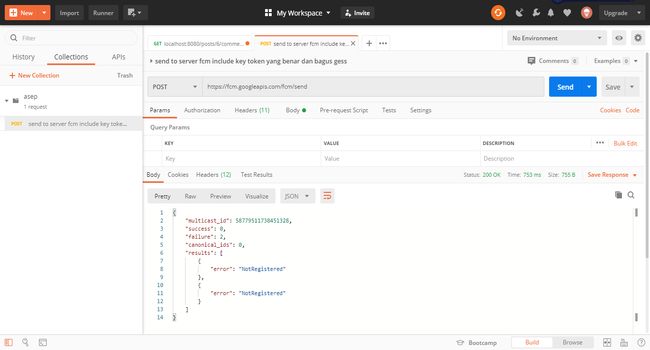 New
Import
Runner
My Workspace
Invite
Upgrade
Filter
GET localhost:8080/posts/6/comme...
POST send to server fcm include key toke...
No Environment
History
Collections
APIs
send to server fcm include key token yang benar dan bagus gess
Comments 0
Examples 0
+ New Collection
Trash
POST
https://fcm.googleapis.com/fcm/send
Send
Save
asep
1 request
Params
Authorization
Headers (11)
Body
Pre-request Script
Tests
Settings
Cookies
Code
POST send to server fcm include key toke...
Query Params
KEY
VALUE
DESCRIPTION
Bulk Edit
Key
Value
Description
Body
Cookies
Headers (12)
Test Results
Status: 200 OK
Time: 753 ms
Size: 755 B
Save Response
Pretty
Raw
Preview
Visualize
JSON
1 {
2 "multicast_id": 58779511738451328,
3 "success": 0,
4 "failure": 2,
5 "canonical_ids": 0,
6 "results": [
7 {
8 "error": "NotRegistered"
9 },
10 {
11 "error": "NotRegistered"
12 }
13 ]
14 }
Bootcamp
Build
Browse